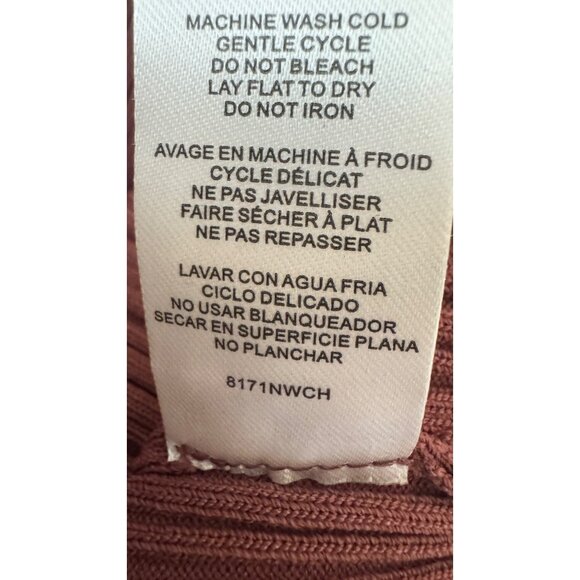 MACHINE WASH COLD
GENTLE CYCLE
DO NOT BLEACH
LAY FLAT TO DRY
DO NOT IRON
AVAGE EN MACHINE À FROID
CYCLE DÉLICAT
NE PAS JAVELLISER
FAIRE SÉCHER À PLAT
NE PAS REPASSER
LAVAR CON AGUA FRIA
CICLO DELICADO
NO USAR BLANQUEADOR
SECAR EN SUPERFICIE PLANA
NO PLANCHAR
8171NWCH